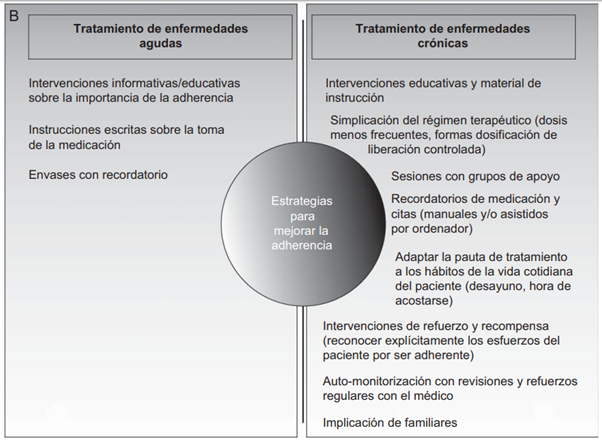 B
Tratamiento de enfermedades
agudas
Intervenciones informativas/educativas
sobre la importancia de la adherencia
Instrucciones escritas sobre la toma
de la medicación
Envases con recordatorio
Estrategias
para
mejorar la
adherencia
Tratamiento de enfermedades
crónicas
Intervenciones educativas y material de
instrucción
Simplicación del régimen terapéutico (dosis
menos frecuentes, formas dosificación de
liberación controlada)
Sesiones con grupos de apoyo
Recordatorios de medicación y
citas (manuales y/o asistidos
por ordenador)
Adaptar la pauta de tratamiento
a los hábitos de la vida cotidiana
del paciente (desayuno, hora de
acostarse)
Intervenciones de refuerzo y recompensa
(reconocer explícitamente los esfuerzos del
paciente por ser adherente)
Auto-monitorización con revisiones y refuerzos
regulares con el médico
Implicación de familiares